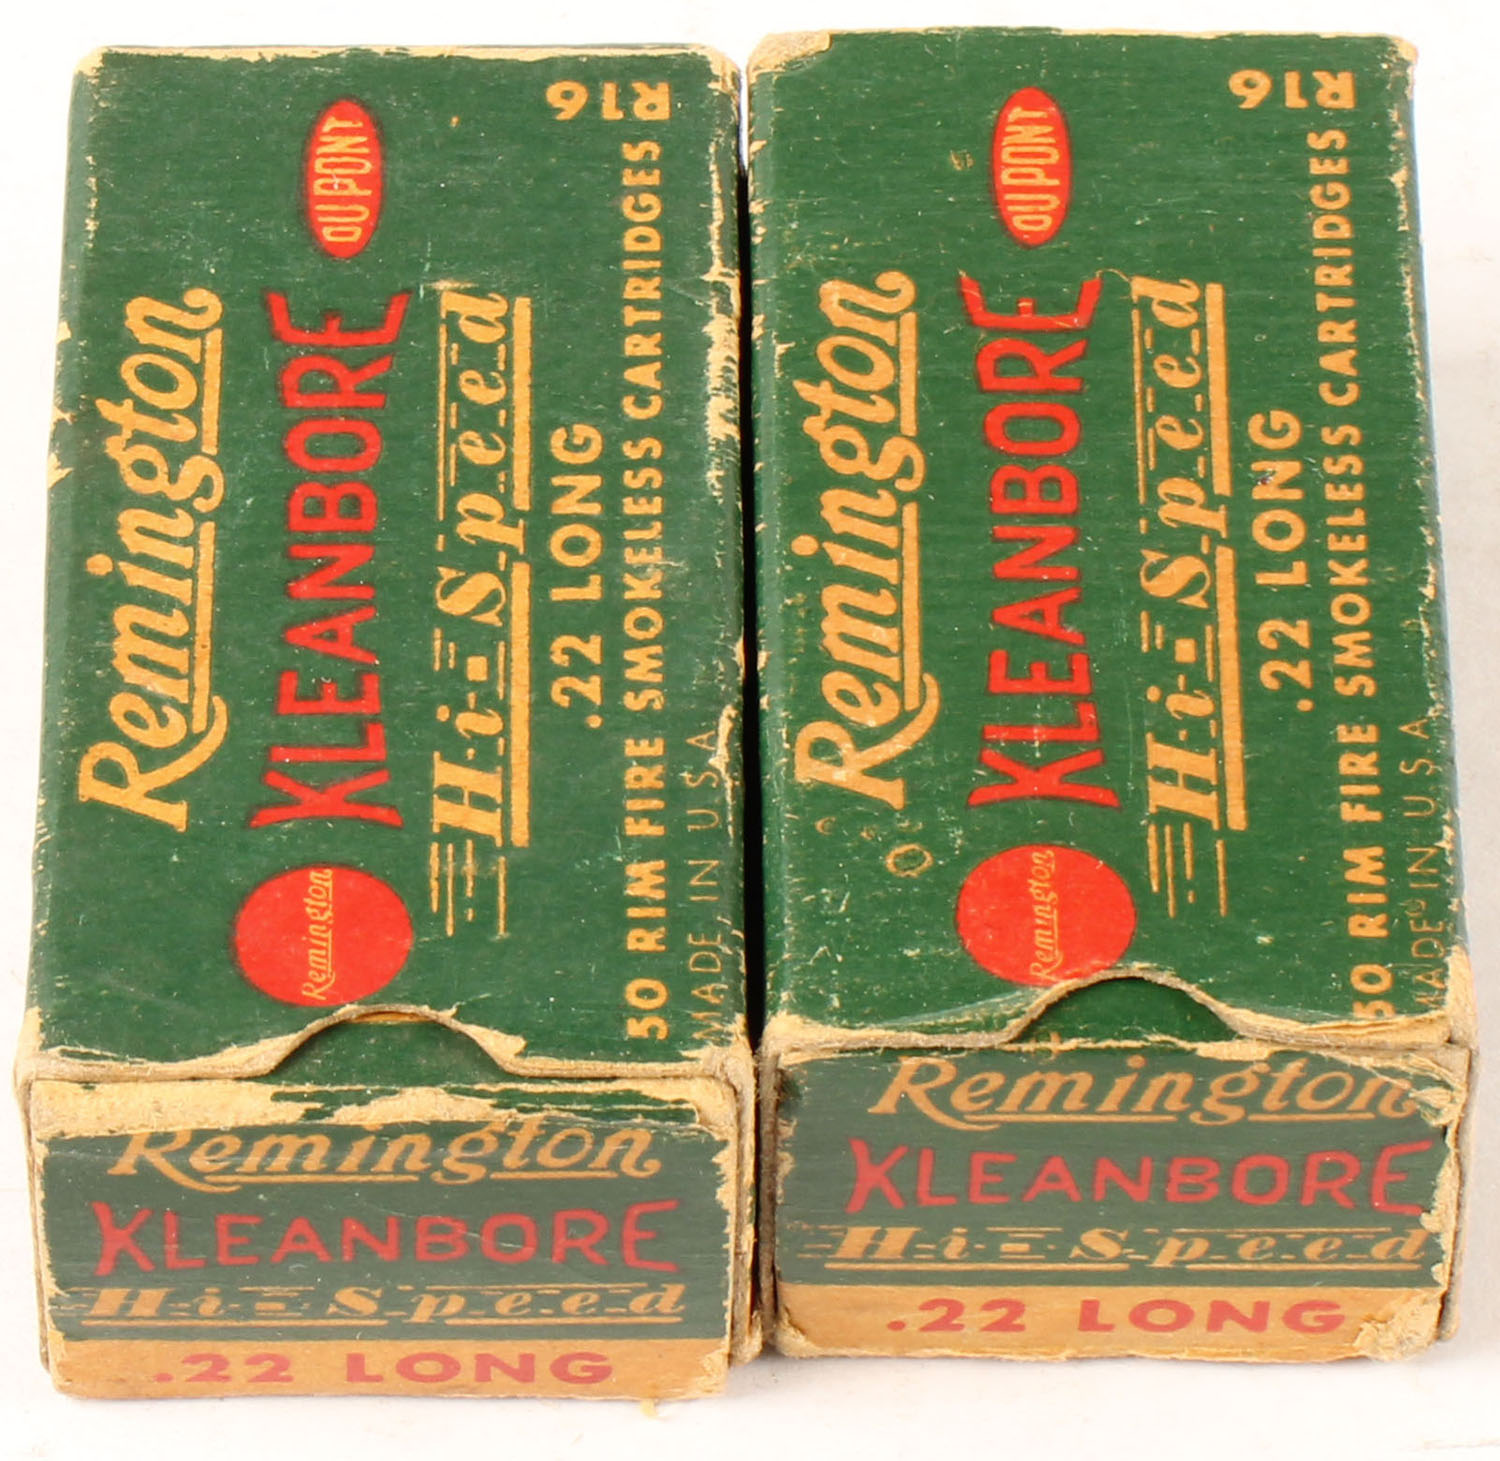 Remington
KLEANBORE
DU PONT
Remington
Hi-Speed
.22 LONG
50 RIM FIRE SMOKELESS CARTRIDGES
R16
MADE IN U.S.A.
Remington
KLEANBORE
Hi-Speed
.22 LONG
Remington
KLEANBORE
DU PONT
Remington
Hi-Speed
.22 LONG
50 RIM FIRE SMOKELESS CARTRIDGES
R16
MADE IN U.S.A.
Remington
KLEANBORE
Hi-Speed
.22 LONG